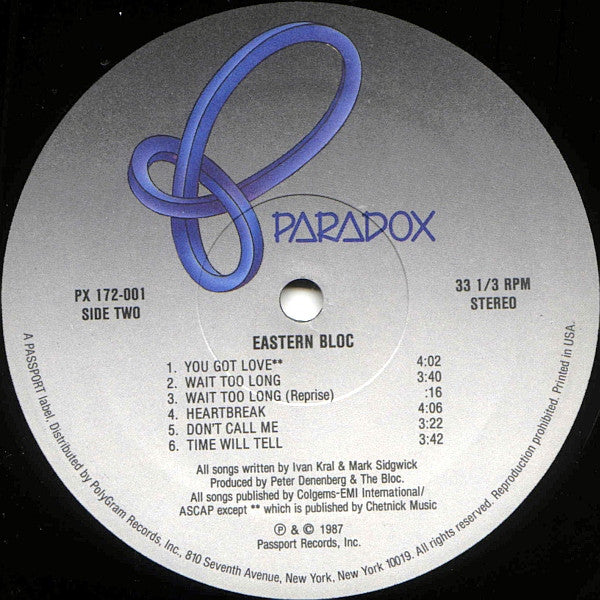 PARADOX
PX 172-001
SIDE TWO
33 1/3 RPM
STEREO
EASTERN BLOC
1. YOU GOT LOVE** 4:02
2. WAIT TOO LONG 3:40
3. WAIT TOO LONG (Reprise) :16
4. HEARTBREAK 4:06
5. DON'T CALL ME 3:22
6. TIME WILL TELL 3:42
All songs written by Ivan Kral & Mark Sidgwick
Produced by Peter Denenberg & The Bloc.
All songs published by Colgems-EMI International/
ASCAP except ** which is published by Chetnick Music
℗ & © 1987
Passport Records, Inc.
A PASSPORT label. Distributed by PolyGram Records, Inc., 810 Seventh Avenue, New York, New York 10019. All rights reserved. Reproduction prohibited. Printed in USA.